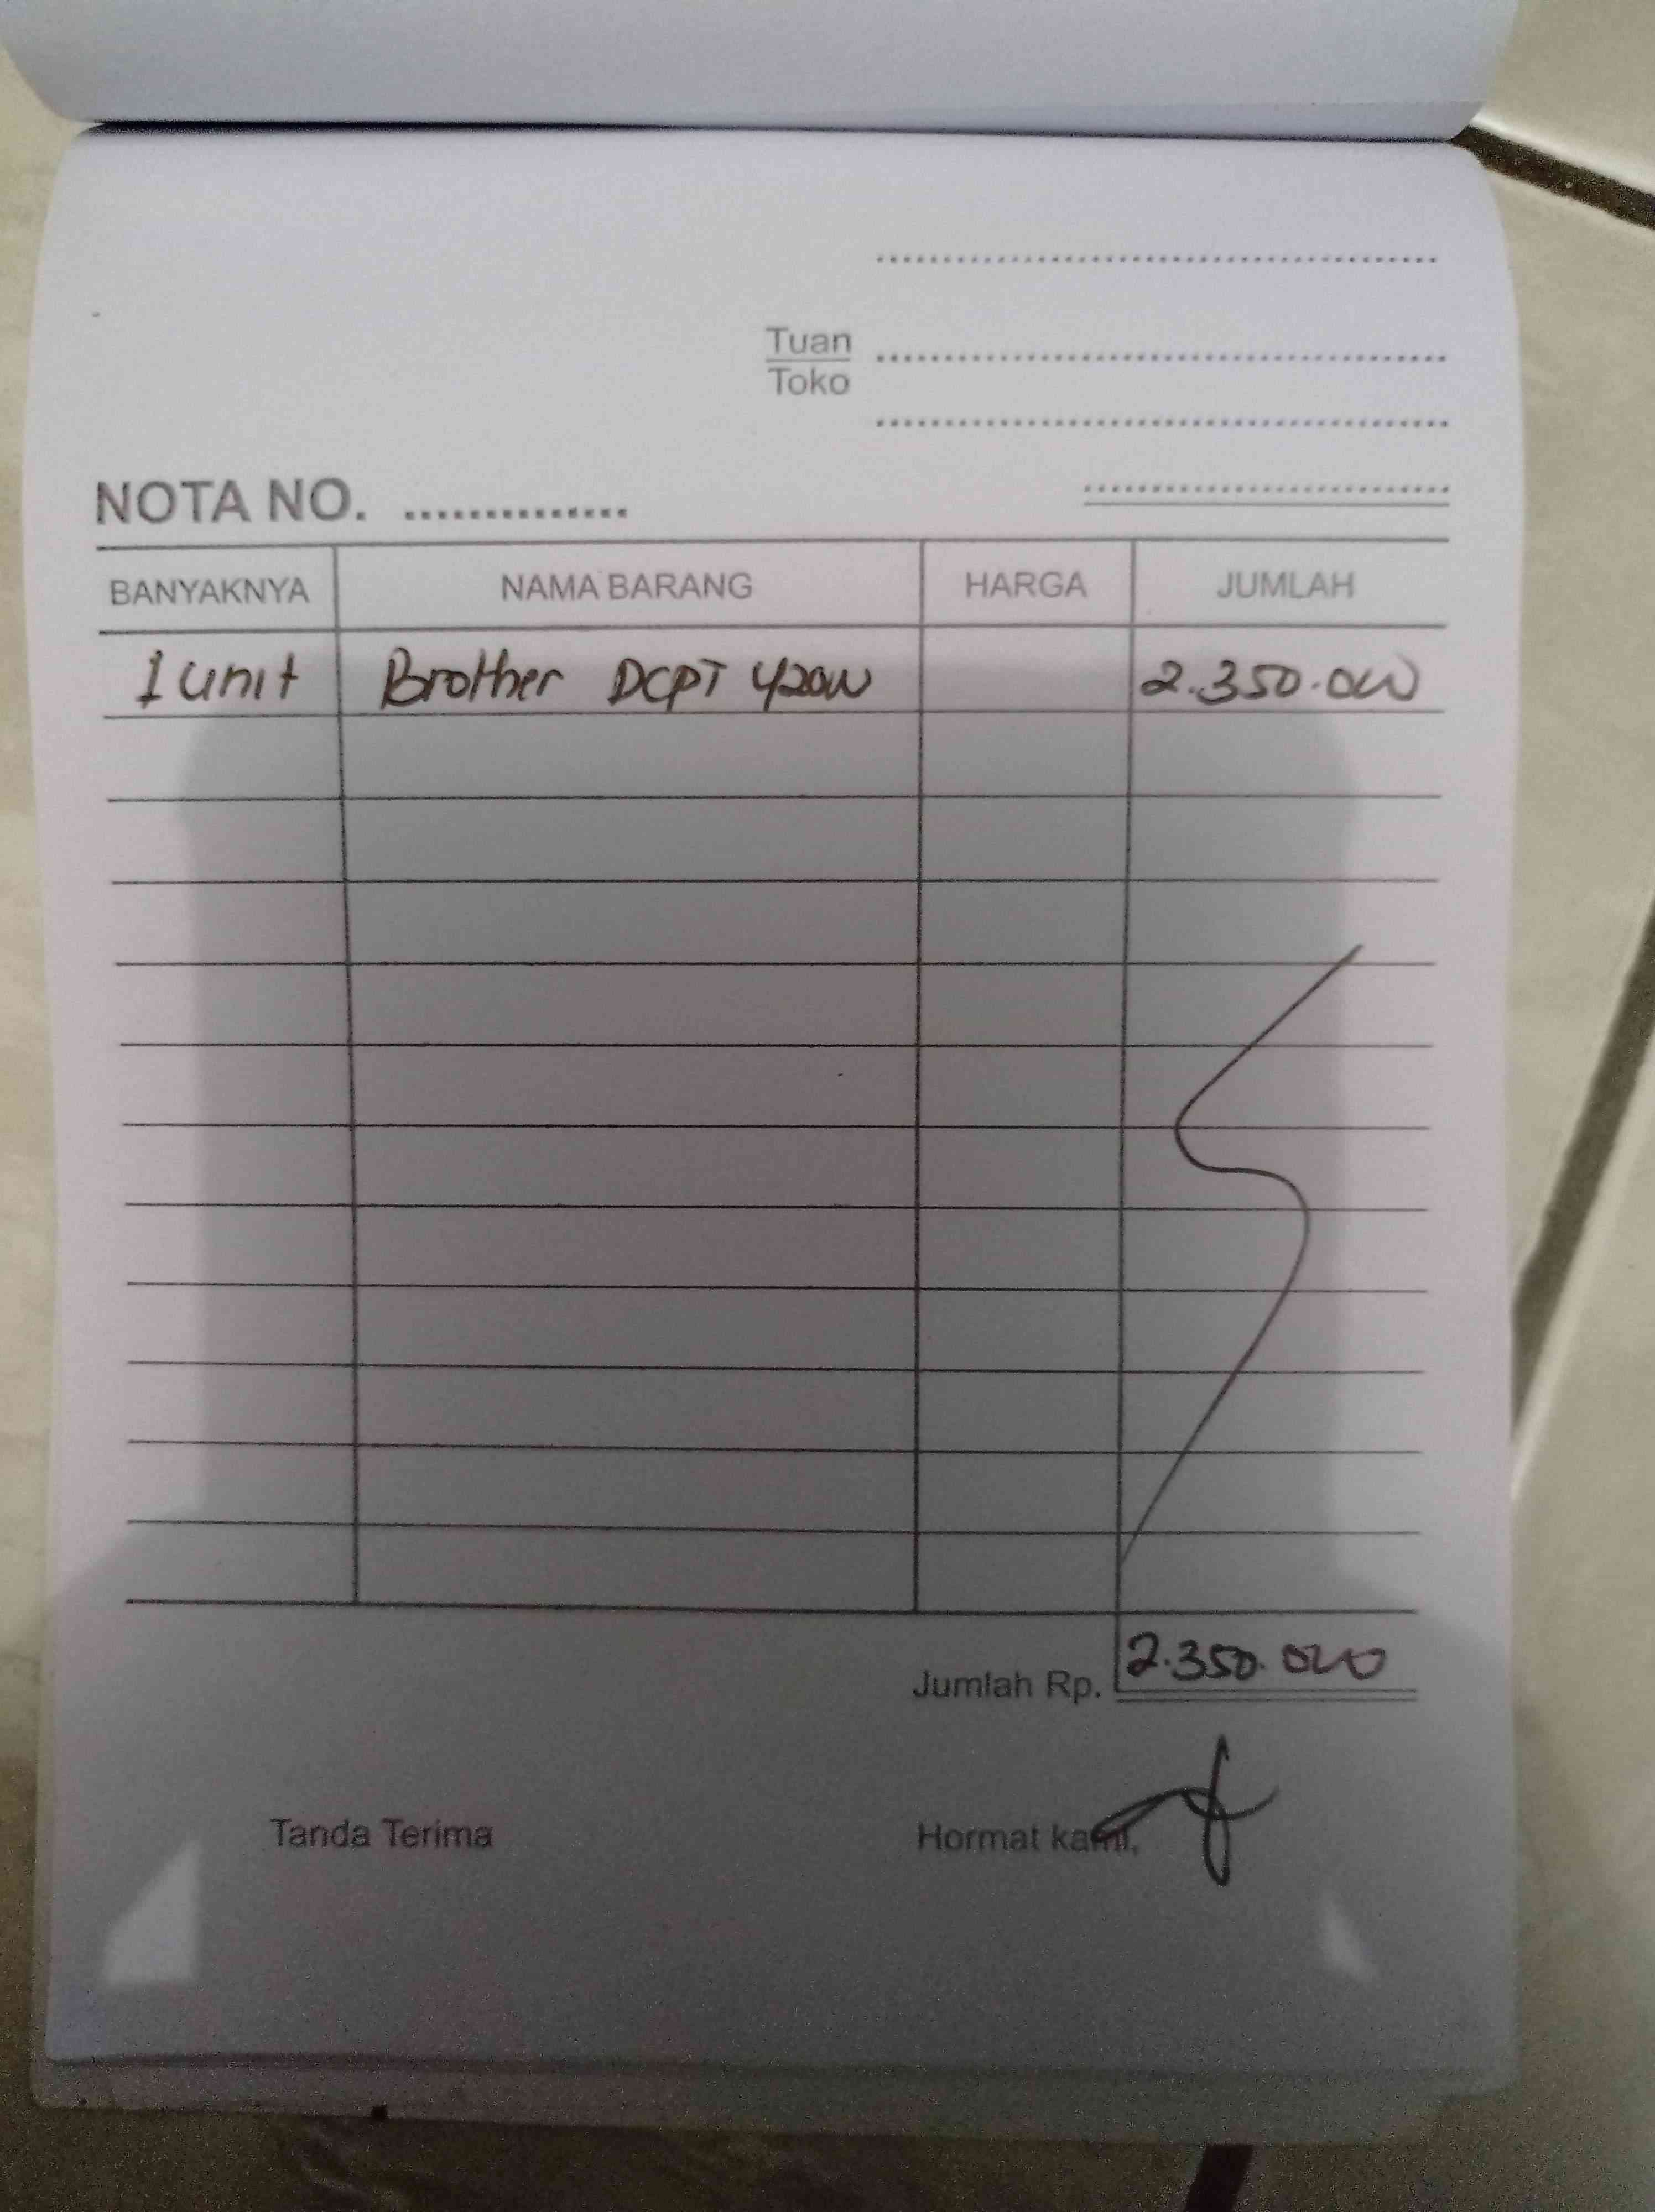 Tuan
Toko
NOTA NO. ..............
BANYAKNYA NAMA BARANG HARGA JUMLAH
1 unit Brother DCPT 420W 2.350.000
Jumlah Rp. 2.350.000
Tanda Terima Hormat kami,